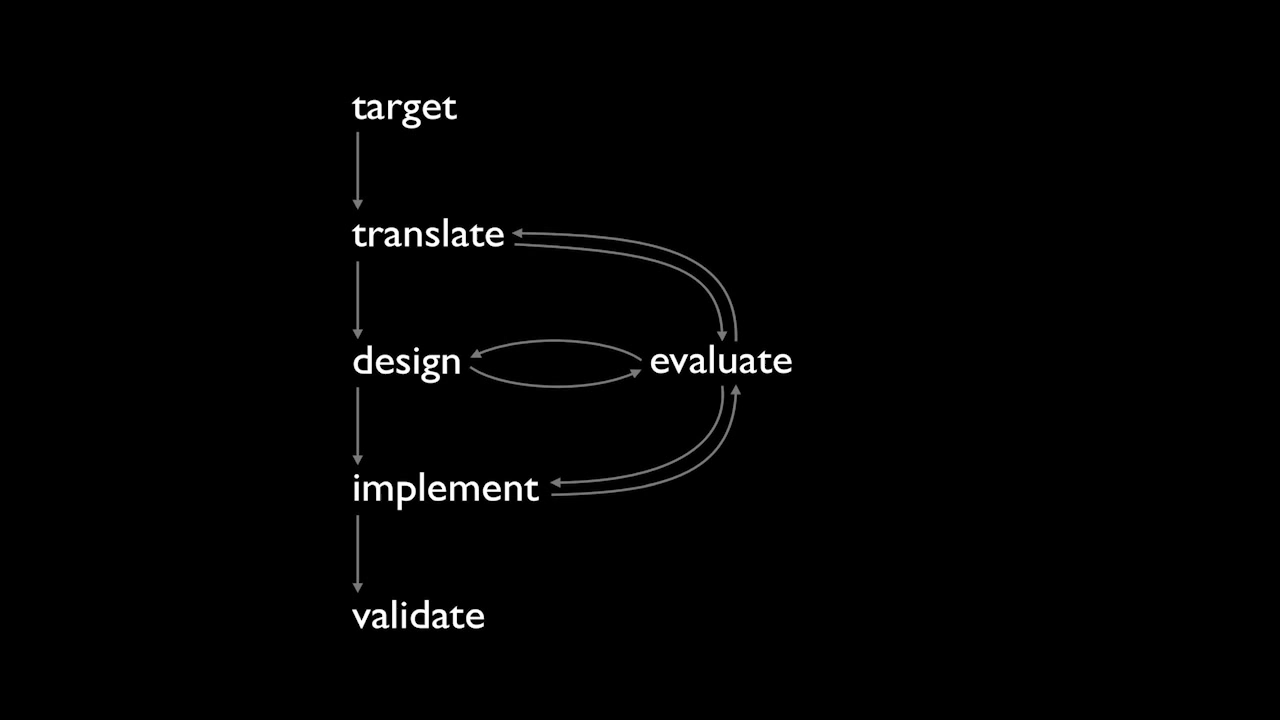 target
translate
design
evaluate
implement
validate